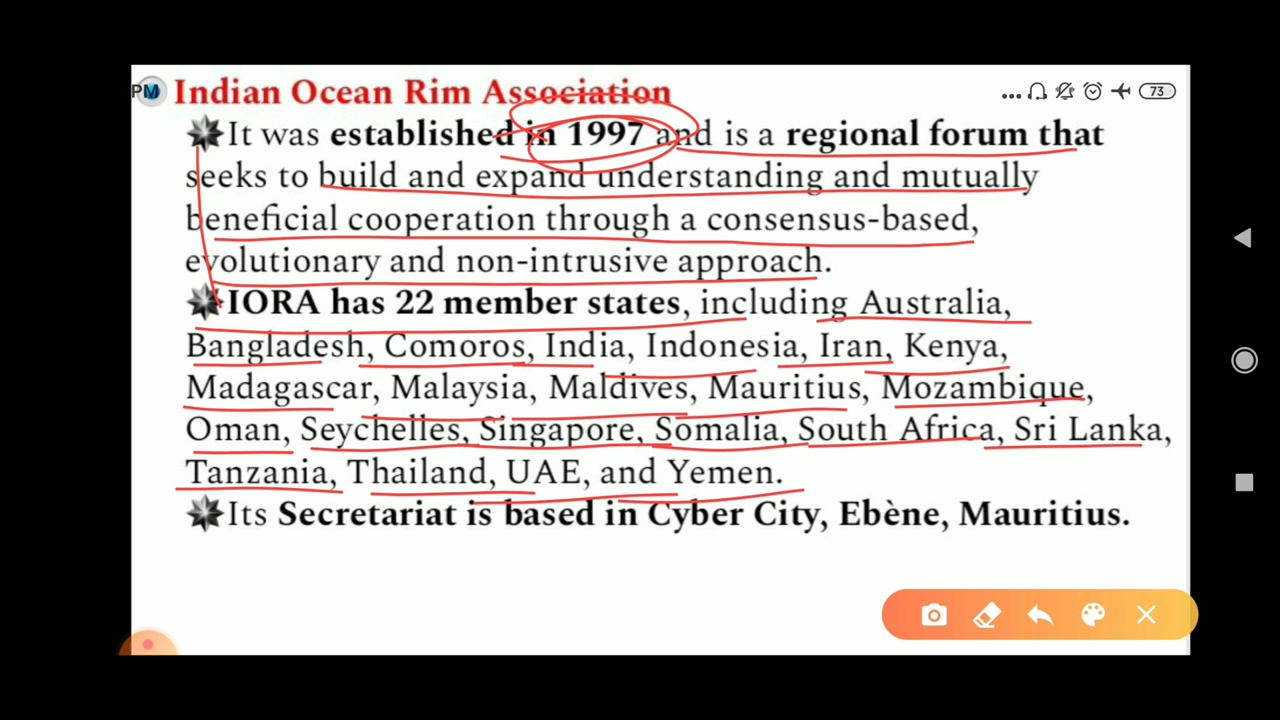 PM Indian Ocean Rim Association
73
It was established in 1997 and is a regional forum that
seeks to build and expand understanding and mutually
beneficial cooperation through a consensus-based,
evolutionary and non-intrusive approach.
IORA has 22 member states, including Australia,
Bangladesh, Comoros, India, Indonesia, Iran, Kenya,
Madagascar, Malaysia, Maldives, Mauritius, Mozambique,
Oman, Seychelles, Singapore, Somalia, South Africa, Sri Lanka,
Tanzania, Thailand, UAE, and Yemen.
Its Secretariat is based in Cyber City, Ebène, Mauritius.